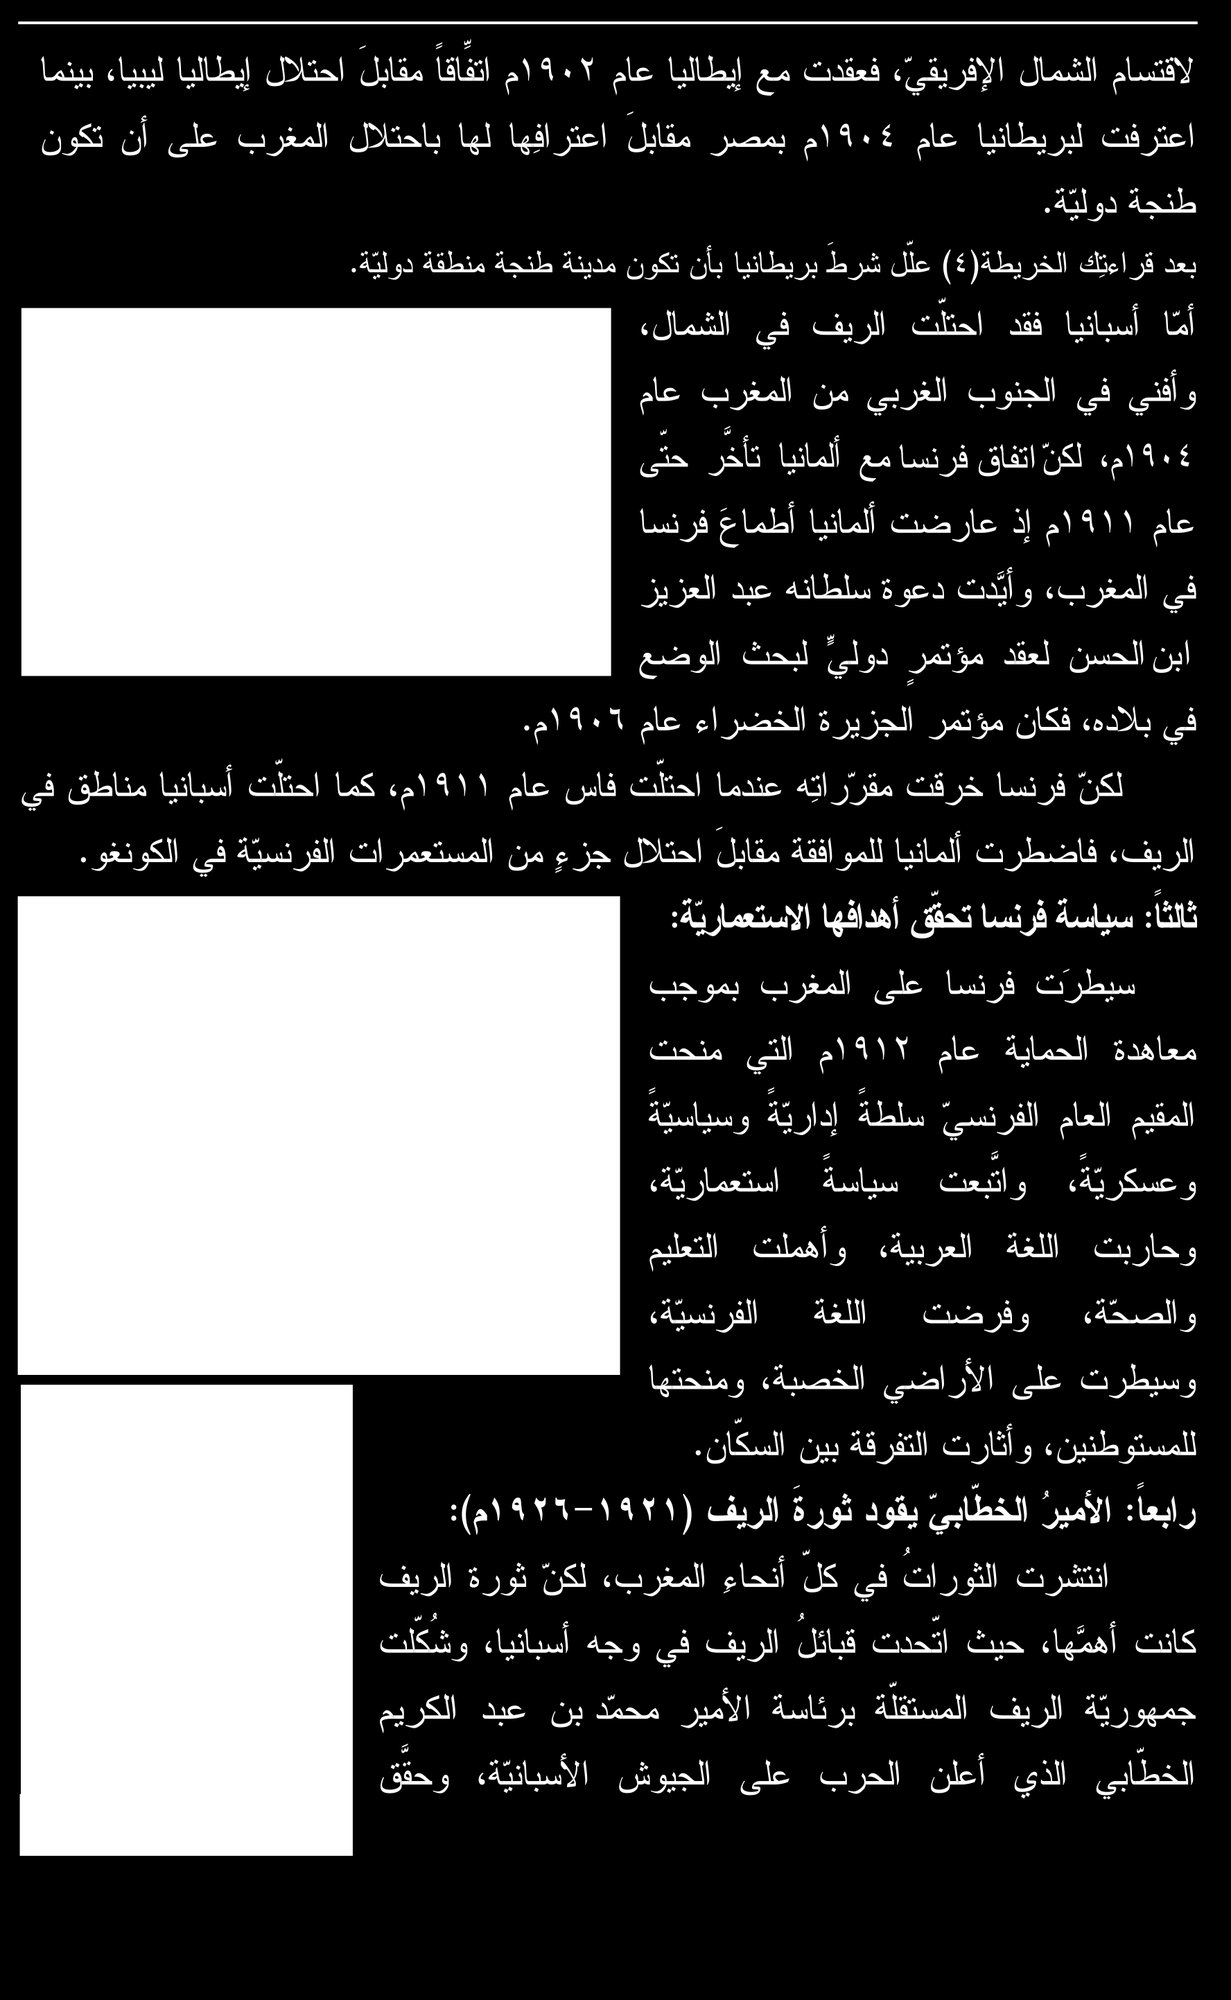 لاقتسام الشمال الإفريقيّ، فعقدت مع إيطاليا عام ١٩٠٢م اتفِّاقاً مقابلَ احتلال إيطاليا ليبيا، بينما
اعترفت لبريطانيا عام ١٩٠٤م بمصر مقابلَ اعترافِها لها باحتلال المغرب على أن تكون
طنجة دوليّة.
بعد قراءتِك الخريطة(٤) علّل شرطَ بريطانيا بأن تكون مدينة طنجة منطقة دوليّة.
أمّا أسبانيا فقد احتلّت الريف في الشمال،
وأفني في الجنوب الغربي من المغرب عام
١٩٠٤م، لكنّ اتفاق فرنسا مع ألمانيا تأخَّر حتّى
عام ١٩١١م إذ عارضت ألمانيا أطماعَ فرنسا
في المغرب، وأيَّدت دعوة سلطانه عبد العزيز
ابن الحسن لعقد مؤتمرٍ دوليٍّ لبحث الوضع
في بلاده، فكان مؤتمر الجزيرة الخضراء عام ١٩٠٦م.
لكنّ فرنسا خرقت مقرّراتِه عندما احتلّت فاس عام ١٩١١م، كما احتلّت أسبانيا مناطق في
الريف، فاضطرت ألمانيا للموافقة مقابلَ احتلال جزءٍ من المستعمرات الفرنسيّة في الكونغو.
ثالثاً: سياسة فرنسا تحقّق أهدافها الاستعماريّة:
سيطرَت فرنسا على المغرب بموجب
معاهدة الحماية عام ١٩١٢م التي منحت
المقيم العام الفرنسيّ سلطةً إداريّةً وسياسيّةً
وعسكريّةً، واتَّبعت سياسةً استعماريّة،
وحاربت اللغة العربية، وأهملت التعليم
والصحّة، وفرضت اللغة الفرنسيّة،
وسيطرت على الأراضي الخصبة، ومنحتها
للمستوطنين، وأثارت التفرقة بين السكّان.
رابعاً: الأميرُ الخطّابيّ يقود ثورةَ الريف (١٩٢١-١٩٢٦م):
انتشرت الثوراتُ في كلّ أنحاءِ المغرب، لكنّ ثورة الريف
كانت أهمَّها، حيث اتّحدت قبائلُ الريف في وجه أسبانيا، وشُكّلت
جمهوريّة الريف المستقلّة برئاسة الأمير محمّد بن عبد الكريم
الخطّابي الذي أعلن الحرب على الجيوش الأسبانيّة، وحقَّق